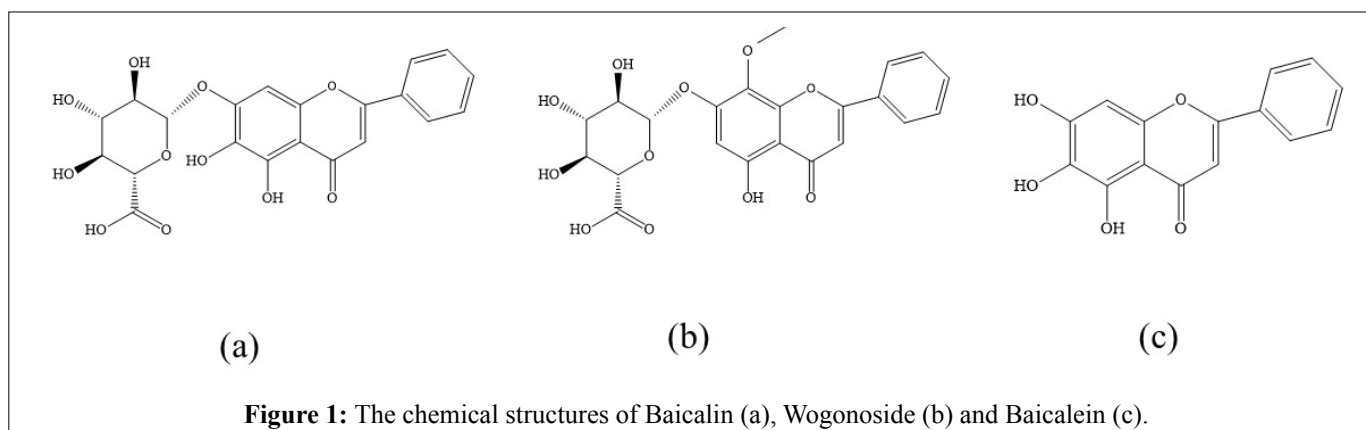 OH
O
O
HO
HO
O
HO
OH
O
HO
O
(a)
O
OH
O
O
HO
O
HO
OH
O
HO
O
(b)
HO
O
HO
OH
O
(c)
Figure 1: The chemical structures of Baicalin (a), Wogonoside (b) and Baicalein (c).